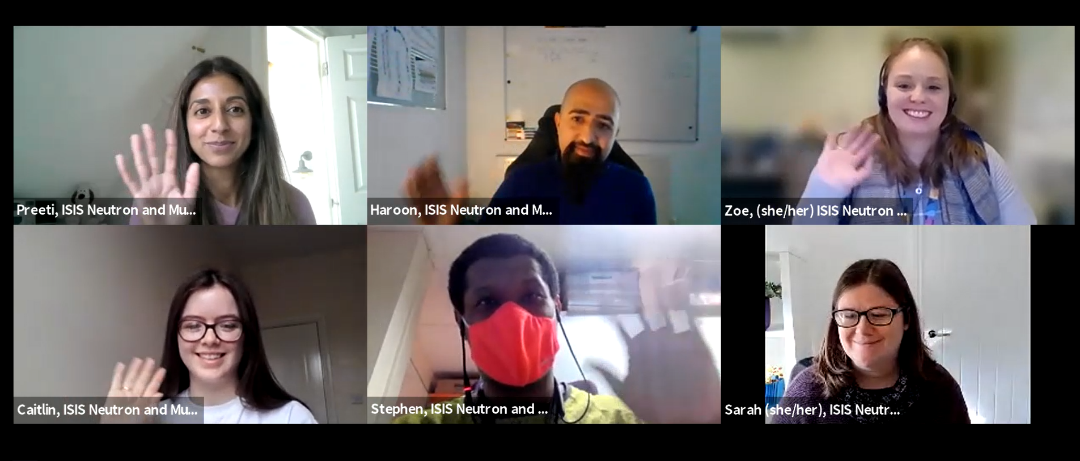 Preeti, ISIS Neutron and Mu...
Haroon, ISIS Neutron and M...
Zoe, (she/her) ISIS Neutron ...
Caitlin, ISIS Neutron and Mu...
Stephen, ISIS Neutron and ...
Sarah (she/her), ISIS Neutr...